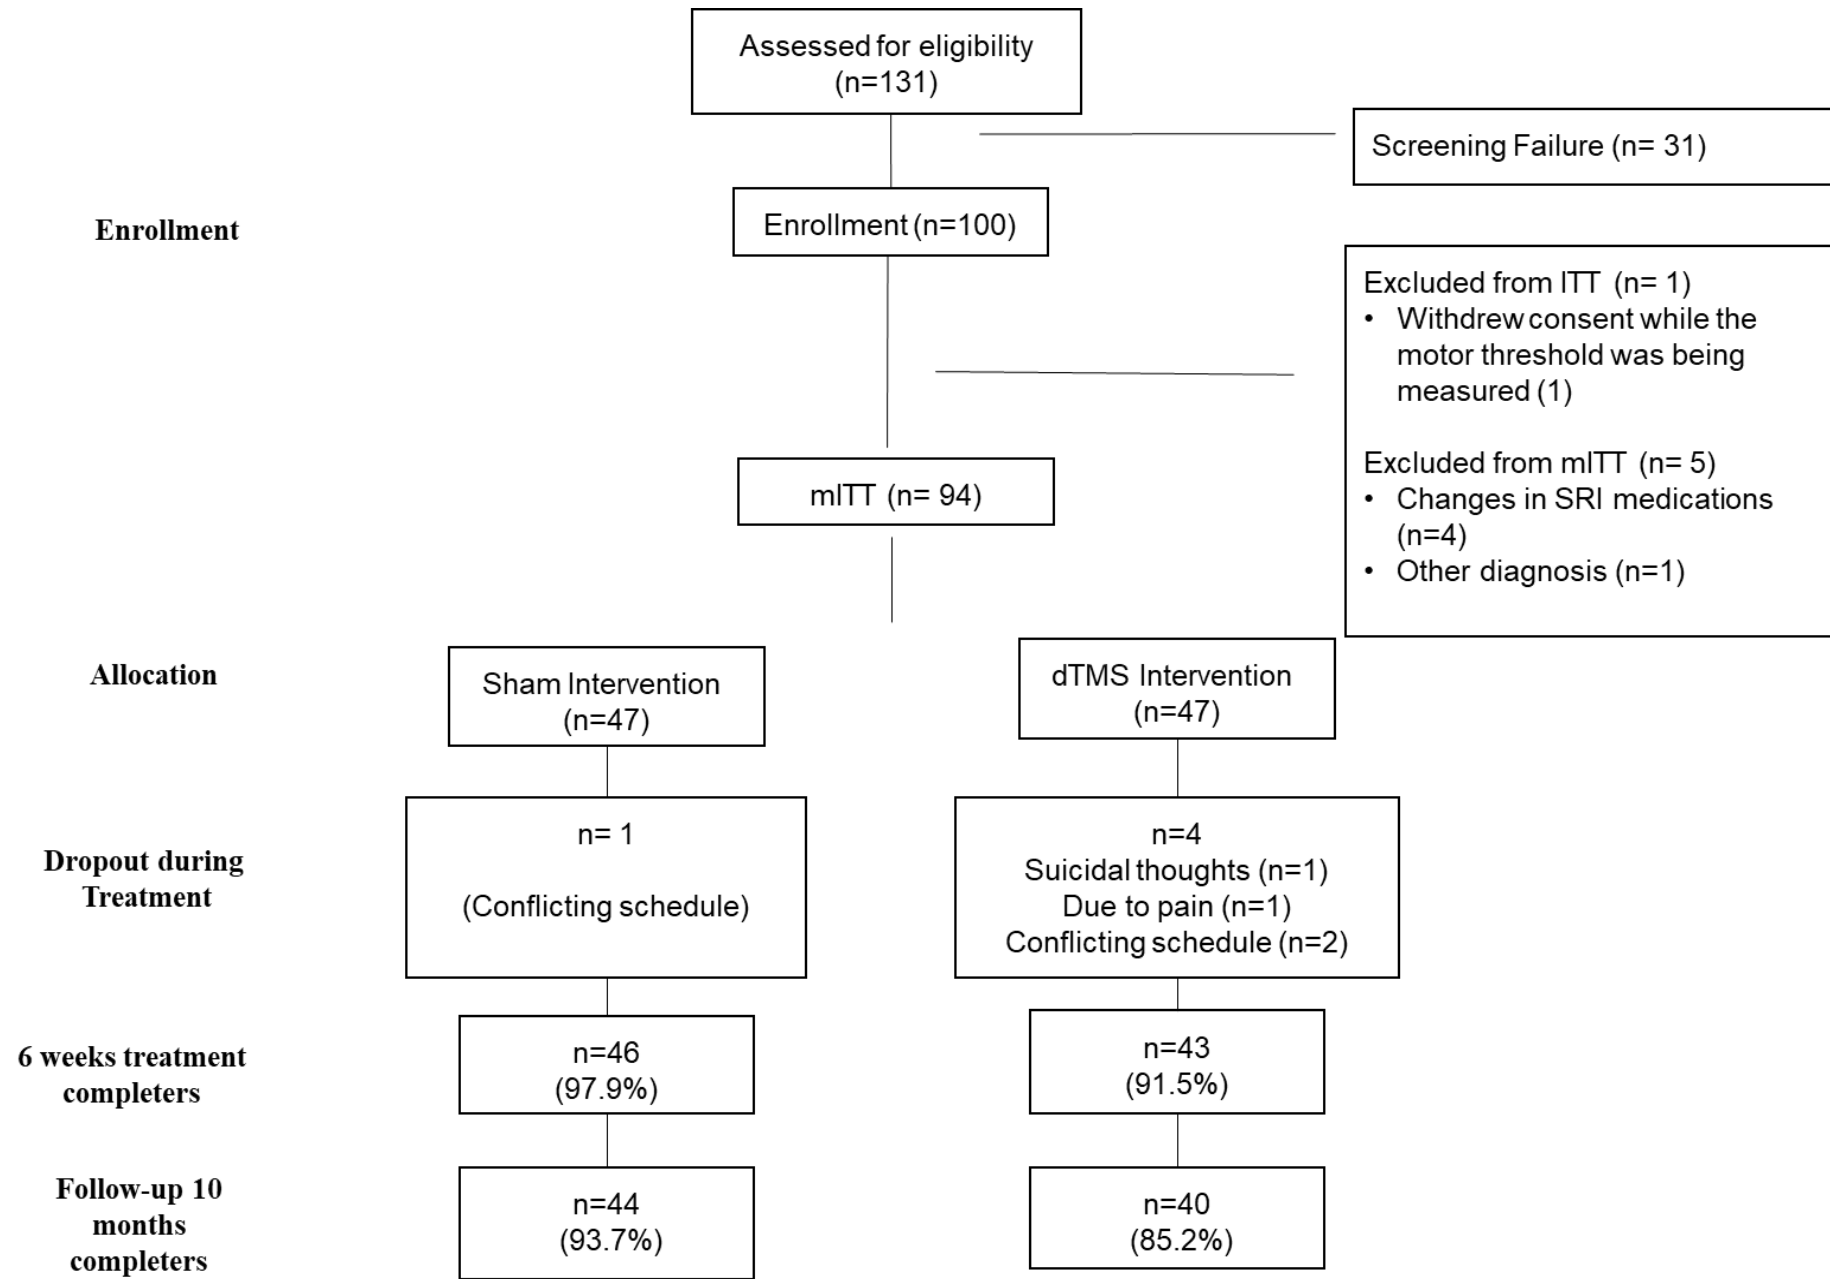 Assessed for eligibility
(n=131)
Screening Failure (n= 31)
Enrollment
Enrollment (n=100)
Excluded from ITT (n= 1)
• Withdrew consent while the
motor threshold was being
measured (1)
Excluded from mITT (n= 5)
• Changes in SRI medications
(n=4)
• Other diagnosis (n=1)
mITT (n= 94)
Allocation
Sham Intervention
(n=47)
dTMS Intervention
(n=47)
Dropout during
Treatment
n= 1
(Conflicting schedule)
n=4
Suicidal thoughts (n=1)
Due to pain (n=1)
Conflicting schedule (n=2)
6 weeks treatment
completers
n=46
(97.9%)
n=43
(91.5%)
Follow-up 10
months
completers
n=44
(93.7%)
n=40
(85.2%)